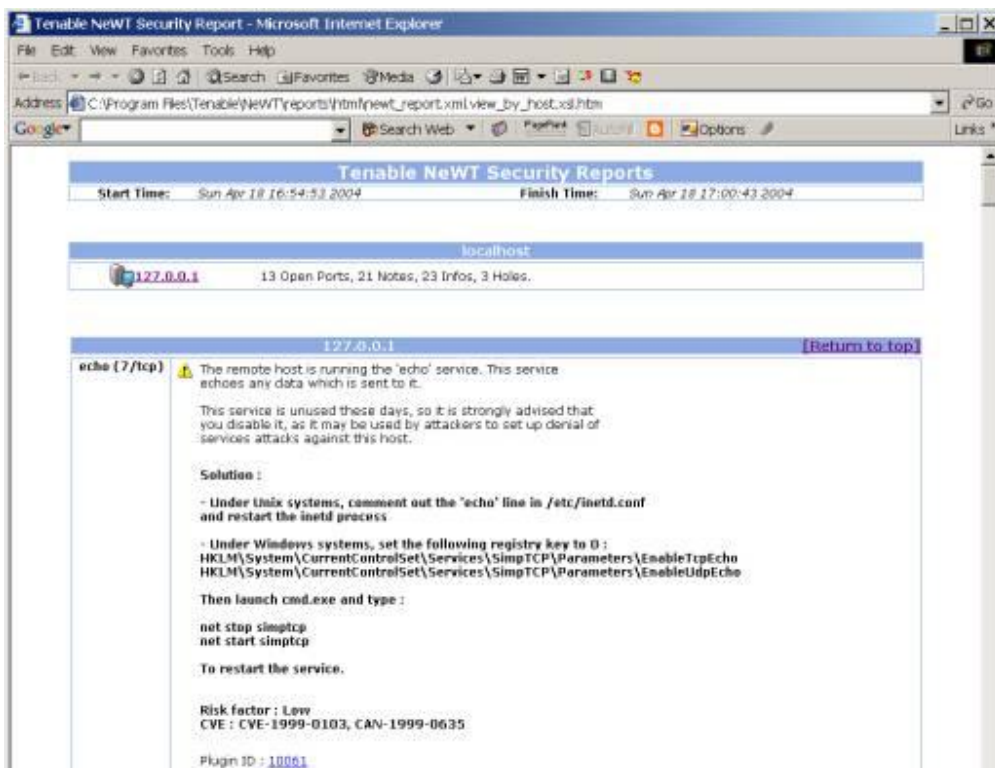 Tenable NeWT Security Report - Microsoft Internet Explorer
File Edit View Favorites Tools Help
Back Search Favorites Media
Address C:\Program Files\Tenable\NeWT\reports\html\newt_report.xml.view_by_host.xsl.htm Go
Google Search Web PageRank Options Links
Tenable NeWT Security Reports
Start Time: Sun Apr 18 16:54:53 2004 Finish Time: Sun Apr 18 17:00:43 2004
localhost
127.0.0.1 13 Open Ports, 21 Notes, 23 Infos, 3 Holes.
127.0.0.1 [Return to top]
echo (7/tcp) The remote host is running the 'echo' service. This service
echoes any data which is sent to it.
This service is unused these days, so it is strongly advised that
you disable it, as it may be used by attackers to set up denial of
services attacks against this host.
Solution :
- Under Unix systems, comment out the 'echo' line in /etc/inetd.conf
and restart the inetd process
- Under Windows systems, set the following registry key to 0 :
HKLM\System\CurrentControlSet\Services\SimpTCP\Parameters\EnableTcpEcho
HKLM\System\CurrentControlSet\Services\SimpTCP\Parameters\EnableUdpEcho
Then launch cmd.exe and type :
net stop simptcp
net start simptcp
To restart the service.
Risk factor : Low
CVE : CVE-1999-0103, CAN-1999-0635
Plugin ID : 10061